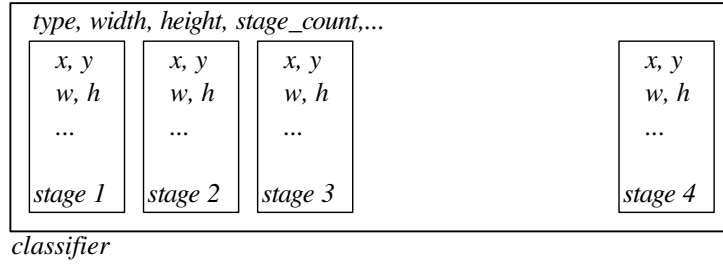 type, width, height, stage_count,...
x, y
w, h
...
stage 1
x, y
w, h
...
stage 2
x, y
w, h
...
stage 3
x, y
w, h
...
stage 4
classifier